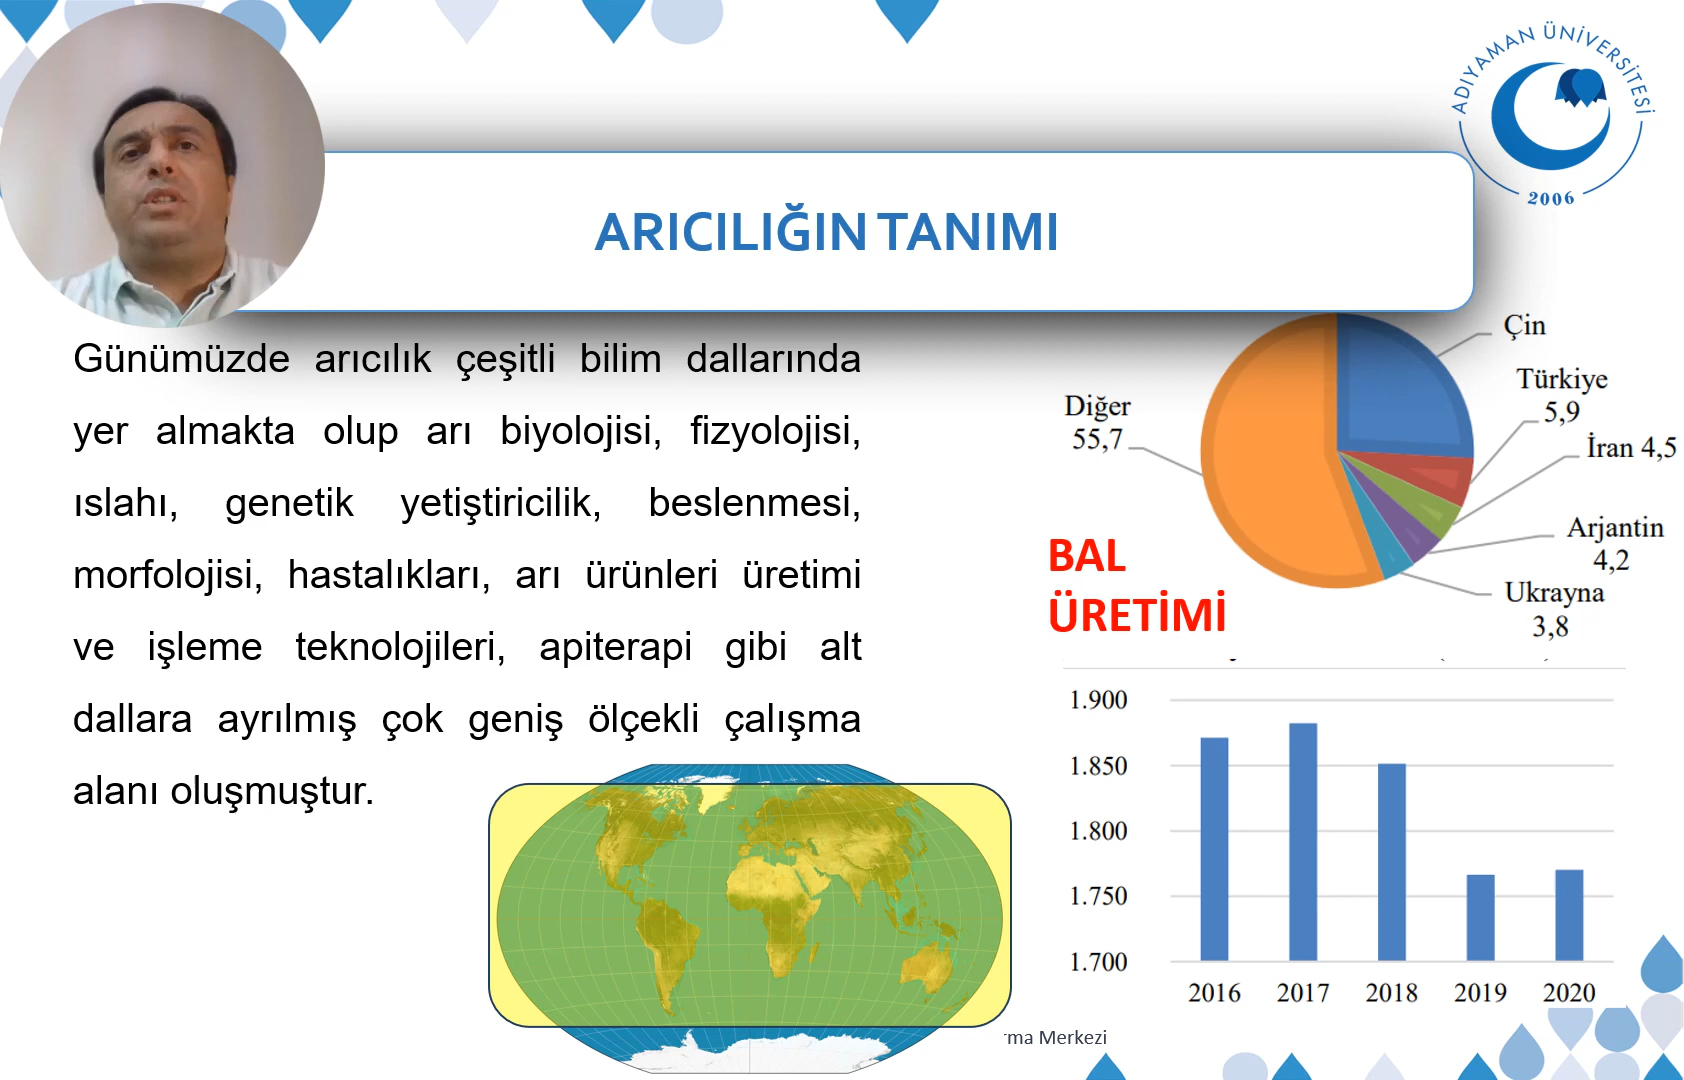 ADIYAMAN ÜNİVERSİTESİ
2006
ARICILIĞIN TANIMI
Günümüzde arıcılık çeşitli bilim dallarında
yer almakta olup arı biyolojisi, fizyolojisi,
ıslahı, genetik yetiştiricilik, beslenmesi,
morfolojisi, hastalıkları, arı ürünleri üretimi
ve işleme teknolojileri, apiterapi gibi alt
dallara ayrılmış çok geniş ölçekli çalışma
alanı oluşmuştur.
Çin
Türkiye
5,9
İran 4,5
Arjantin
4,2
Ukrayna
3,8
Diğer
55,7
BAL
ÜRETİMİ
1.900
1.850
1.800
1.750
1.700
2016 2017 2018 2019 2020
Merkezi